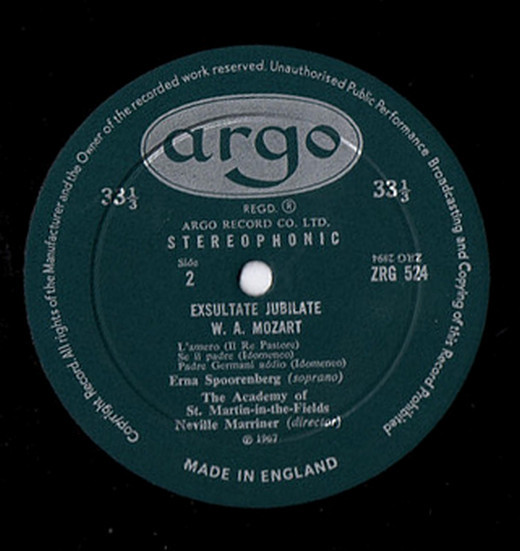 Copyright Record All rights of the Manufacturer and the Owner of the recorded work reserved. Unauthorised Public Performance Broadcasting and Copying of this Record Prohibited
argo
33⅓
33⅓
REGD. ®
ARGO RECORD CO. LTD.
STEREOPHONIC
Side
2
ZRG 2894
ZRG 524
EXSULTATE JUBILATE
W. A. MOZART
L'amero (Il Re Pastore)
Se il padre (Idomeneo)
Padre Germani addio (Idomeneo)
Erna Spoorenberg (soprano)
The Academy of
St. Martin-in-the-Fields
Neville Marriner (director)
℗ 1967
MADE IN ENGLAND